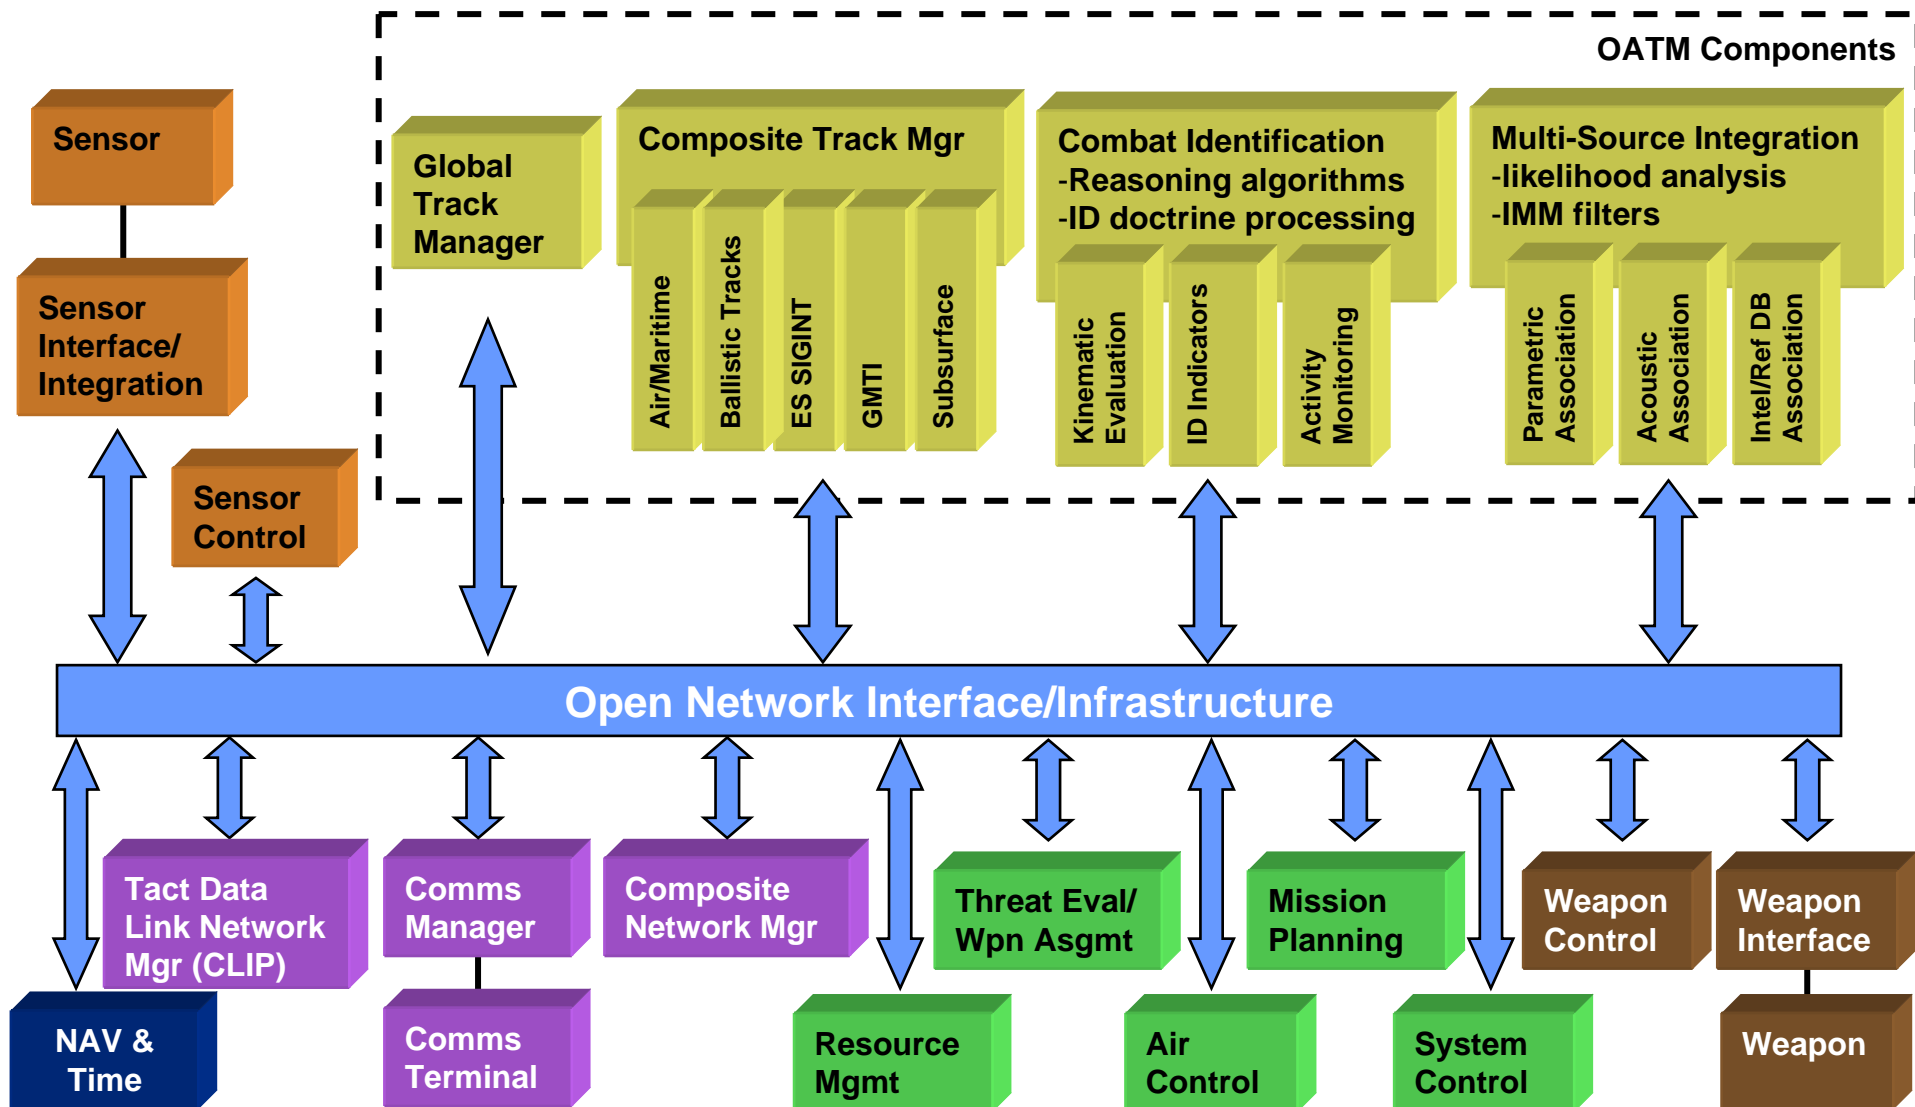 OATM Components
Sensor
Sensor
Interface/
Integration
Sensor
Control
Global
Track
Manager
Composite Track Mgr
Air/Maritime
Ballistic Tracks
ES SIGINT
GMTI
Subsurface
Combat Identification
-Reasoning algorithms
-ID doctrine processing
Kinematic
Evaluation
ID Indicators
Activity
Monitoring
Multi-Source Integration
-likelihood analysis
-IMM filters
Parametric
Association
Acoustic
Association
Intel/Ref DB
Association
Open Network Interface/Infrastructure
Tact Data
Link Network
Mgr (CLIP)
Comms
Manager
Composite
Network Mgr
Threat Eval/
Wpn Asgmt
Mission
Planning
Weapon
Control
Weapon
Interface
NAV &
Time
Comms
Terminal
Resource
Mgmt
Air
Control
System
Control
Weapon